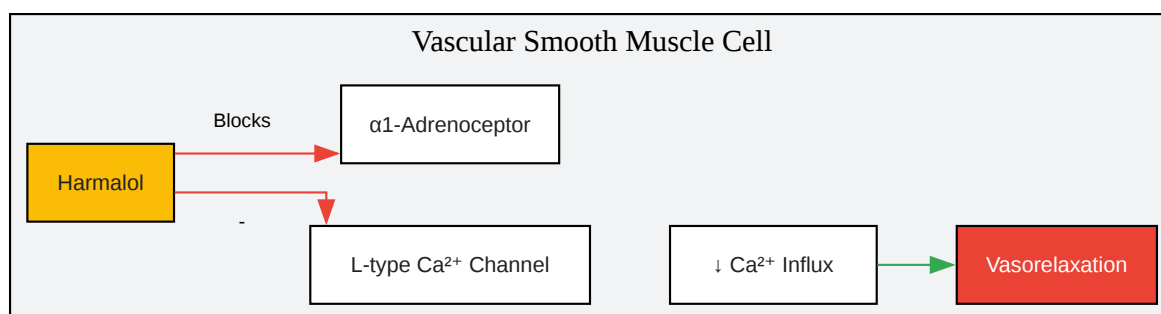 Vascular Smooth Muscle Cell
Blocks
α1-Adrenoceptor
Harmalol
-
L-type Ca²⁺ Channel
↓ Ca²⁺ Influx
Vasorelaxation